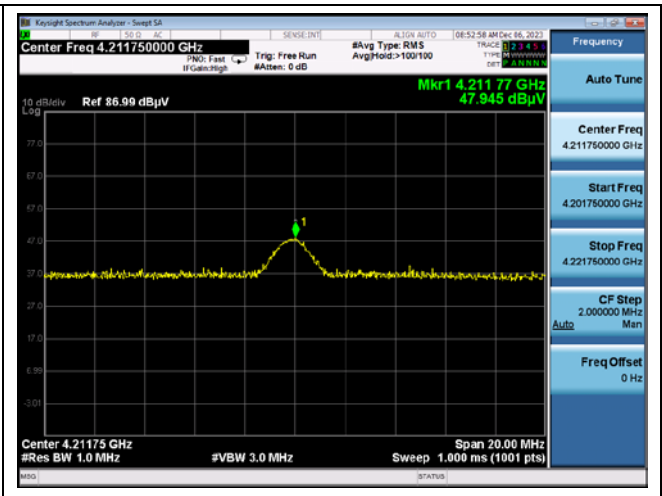 Keysight Spectrum Analyzer - Swept SA
RF 50 Ω AC SENSE:INT ALIGN AUTO 08:52:58 AM Dec 06, 2023
Center Freq 4.211750000 GHz
PNO: Fast
IFGain:High
Trig: Free Run
#Atten: 0 dB
#Avg Type: RMS
Avg|Hold:>100/100
TRACE 1 2 3 4 5 6
TYPE
DET P A N N N N
Mkr1 4.211 77 GHz
47.945 dBµV
10 dB/div Ref 86.99 dBµV
Log
77.0
67.0
57.0
47.0
37.0
27.0
17.0
6.99
-3.01
1
Center 4.21175 GHz Span 20.00 MHz
#Res BW 1.0 MHz #VBW 3.0 MHz Sweep 1.000 ms (1001 pts)
MSG STATUS
Frequency
Auto Tune
Center Freq
4.211750000 GHz
Start Freq
4.201750000 GHz
Stop Freq
4.221750000 GHz
CF Step
2.000000 MHz
Auto Man
Freq Offset
0 Hz